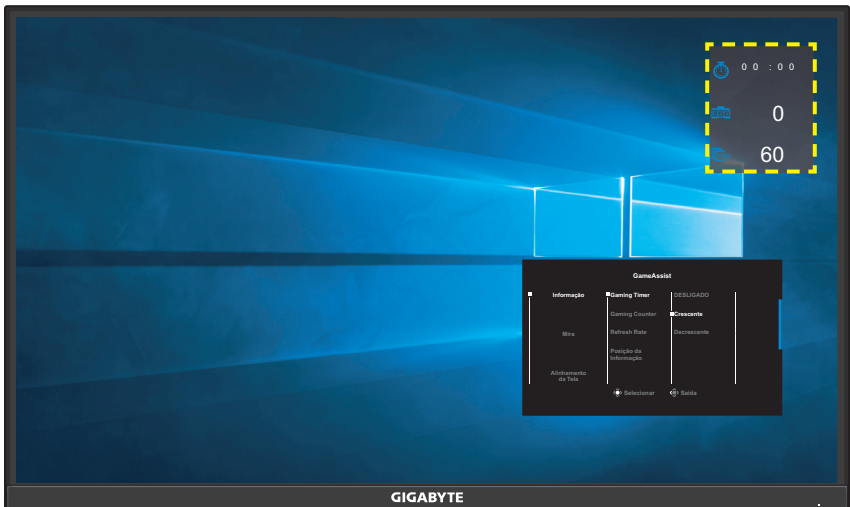 00:00
0
60
GameAssist
Informação Gaming Timer DESLIGADO
Gaming Counter Crescente
Mira Refresh Rate Decrescente
Posição da
Informação
Alinhamento
da Tela
Selecionar Saída
GIGABYTE